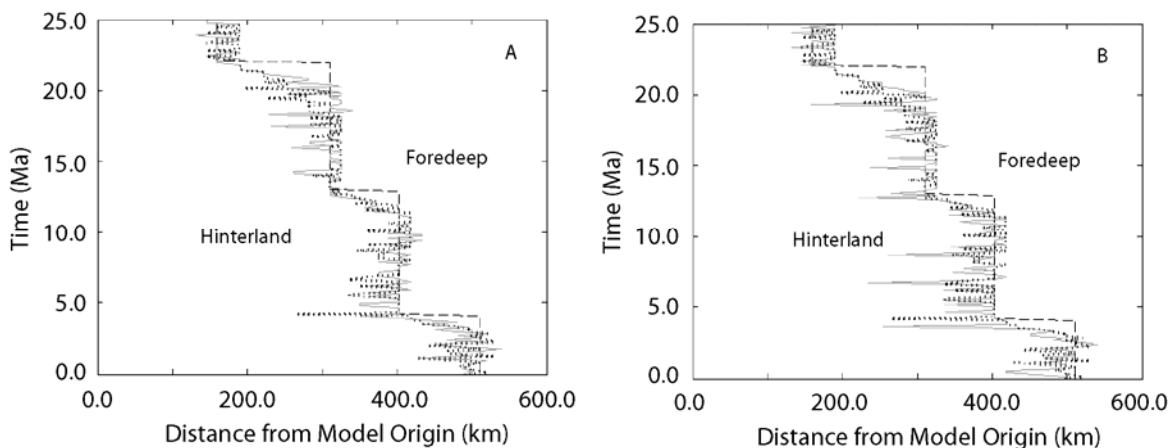 25.0
A
20.0
15.0
Foredeep
Time (Ma)
10.0
Hinterland
5.0
0.0
0.0 200.0 400.0 600.0
Distance from Model Origin (km)
25.0
B
20.0
15.0
Foredeep
Time (Ma)
10.0
Hinterland
5.0
0.0
0.0 200.0 400.0 600.0
Distance from Model Origin (km)